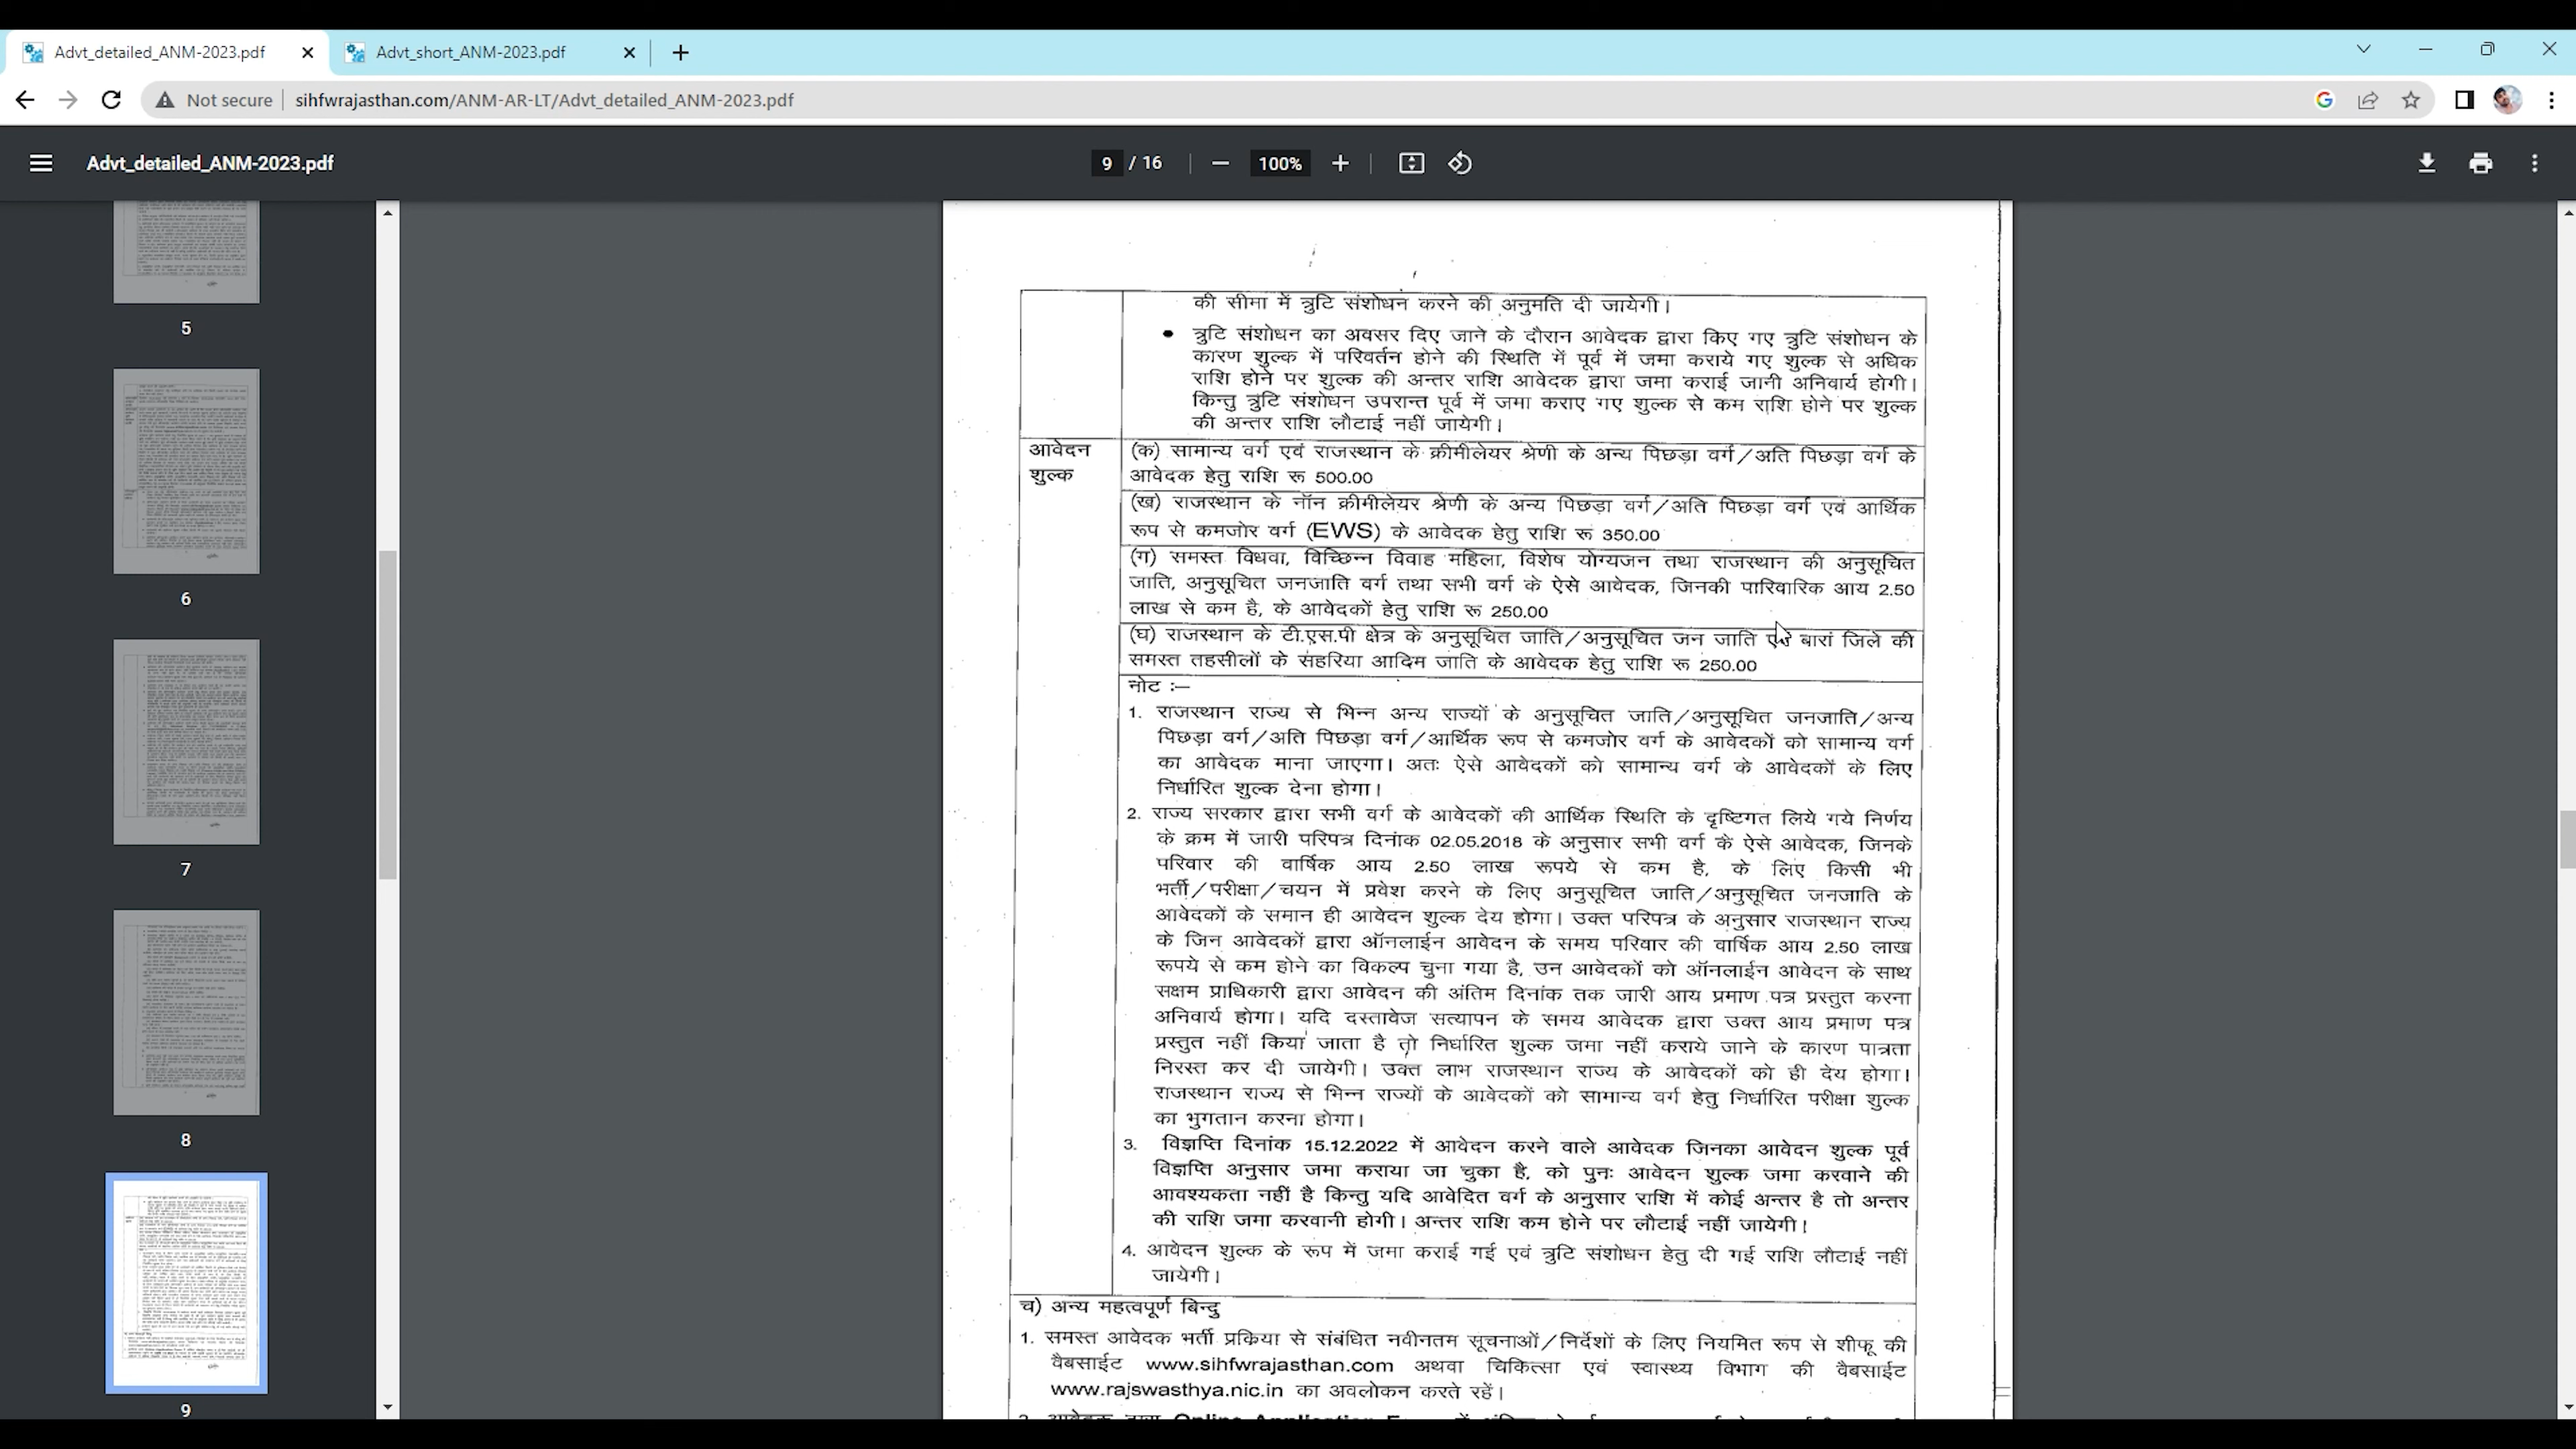 Advt_detailed_ANM-2023.pdf
Advt_short_ANM-2023.pdf
Not secure
sihfwrajasthan.com/ANM-AR-LT/Advt_detailed_ANM-2023.pdf
Advt_detailed_ANM-2023.pdf
9 / 16
100%
5
6
7
8
9
की सीमा में त्रुटि संशोधन करने की अनुमति दी जायेगी।
• त्रुटि संशोधन का अवसर दिए जाने के दौरान आवेदक द्वारा किए गए त्रुटि संशोधन के
कारण शुल्क में परिवर्तन होने की स्थिति में पूर्व में जमा कराये गए शुल्क से अधिक
राशि होने पर शुल्क की अन्तर राशि आवेदक द्वारा जमा कराई जानी अनिवार्य होगी।
किन्तु त्रुटि संशोधन उपरान्त पूर्व में जमा कराए गए शुल्क से कम राशि होने पर शुल्क
की अन्तर राशि लौटाई नहीं जायेगी।
आवेदन
शुल्क
(क) सामान्य वर्ग एवं राजस्थान के क्रीमीलेयर श्रेणी के अन्य पिछड़ा वर्ग/अति पिछड़ा वर्ग के
आवेदक हेतु राशि रू 500.00
(ख) राजस्थान के नॉन क्रीमीलेयर श्रेणी के अन्य पिछड़ा वर्ग/अति पिछड़ा वर्ग एवं आर्थिक
रूप से कमजोर वर्ग (EWS) के आवेदक हेतु राशि रू 350.00
(ग) समस्त विधवा, विच्छिन्न विवाह महिला, विशेष योग्यजन तथा राजस्थान की अनुसूचित
जाति, अनुसूचित जनजाति वर्ग तथा सभी वर्ग के ऐसे आवेदक, जिनकी पारिवारिक आय 2.50
लाख से कम है, के आवेदकों हेतु राशि रू 250.00
(घ) राजस्थान के टी.एस.पी क्षेत्र के अनुसूचित जाति/अनुसूचित जन जाति एवं बारां जिले की
समस्त तहसीलों के सहरिया आदिम जाति के आवेदक हेतु राशि रू 250.00
नोट :–
1. राजस्थान राज्य से भिन्न अन्य राज्यों के अनुसूचित जाति/अनुसूचित जनजाति/अन्य
पिछड़ा वर्ग/अति पिछड़ा वर्ग/आर्थिक रूप से कमजोर वर्ग के आवेदकों को सामान्य वर्ग
का आवेदक माना जाएगा। अतः ऐसे आवेदकों को सामान्य वर्ग के आवेदकों के लिए
निर्धारित शुल्क देना होगा।
2. राज्य सरकार द्वारा सभी वर्ग के आवेदकों की आर्थिक स्थिति के दृष्टिगत लिये गये निर्णय
के क्रम में जारी परिपत्र दिनांक 02.05.2018 के अनुसार सभी वर्ग के ऐसे आवेदक, जिनके
परिवार की वार्षिक आय 2.50 लाख रूपये से कम है, के लिए किसी भी
भर्ती/परीक्षा/चयन में प्रवेश करने के लिए अनुसूचित जाति/अनुसूचित जनजाति के
आवेदकों के समान ही आवेदन शुल्क देय होगा। उक्त परिपत्र के अनुसार राजस्थान राज्य
के जिन आवेदकों द्वारा ऑनलाईन आवेदन के समय परिवार की वार्षिक आय 2.50 लाख
रूपये से कम होने का विकल्प चुना गया है, उन आवेदकों को ऑनलाईन आवेदन के साथ
सक्षम प्राधिकारी द्वारा आवेदन की अंतिम दिनांक तक जारी आय प्रमाण पत्र प्रस्तुत करना
अनिवार्य होगा। यदि दस्तावेज सत्यापन के समय आवेदक द्वारा उक्त आय प्रमाण पत्र
प्रस्तुत नहीं किया जाता है तो निर्धारित शुल्क जमा नहीं कराये जाने के कारण पात्रता
निरस्त कर दी जायेगी। उक्त लाभ राजस्थान राज्य के आवेदकों को ही देय होगा।
राजस्थान राज्य से भिन्न राज्यों के आवेदकों को सामान्य वर्ग हेतु निर्धारित परीक्षा शुल्क
का भुगतान करना होगा।
3. विज्ञप्ति दिनांक 15.12.2022 में आवेदन करने वाले आवेदक जिनका आवेदन शुल्क पूर्व
विज्ञप्ति अनुसार जमा कराया जा चुका है, को पुनः आवेदन शुल्क जमा करवाने की
आवश्यकता नहीं है किन्तु यदि आवेदित वर्ग के अनुसार राशि में कोई अन्तर है तो अन्तर
की राशि जमा करवानी होगी। अन्तर राशि कम होने पर लौटाई नहीं जायेगी।
4. आवेदन शुल्क के रूप में जमा कराई गई एवं त्रुटि संशोधन हेतु दी गई राशि लौटाई नहीं
जायेगी।
च) अन्य महत्वपूर्ण बिन्दु
1. समस्त आवेदक भर्ती प्रकिया से संबंधित नवीनतम सूचनाओं/निर्देशों के लिए नियमित रूप से शीफू की
वैबसाईट www.sihfwrajasthan.com अथवा चिकित्सा एवं स्वास्थ्य विभाग की वैबसाईट
www.rajswasthya.nic.in का अवलोकन करते रहें।